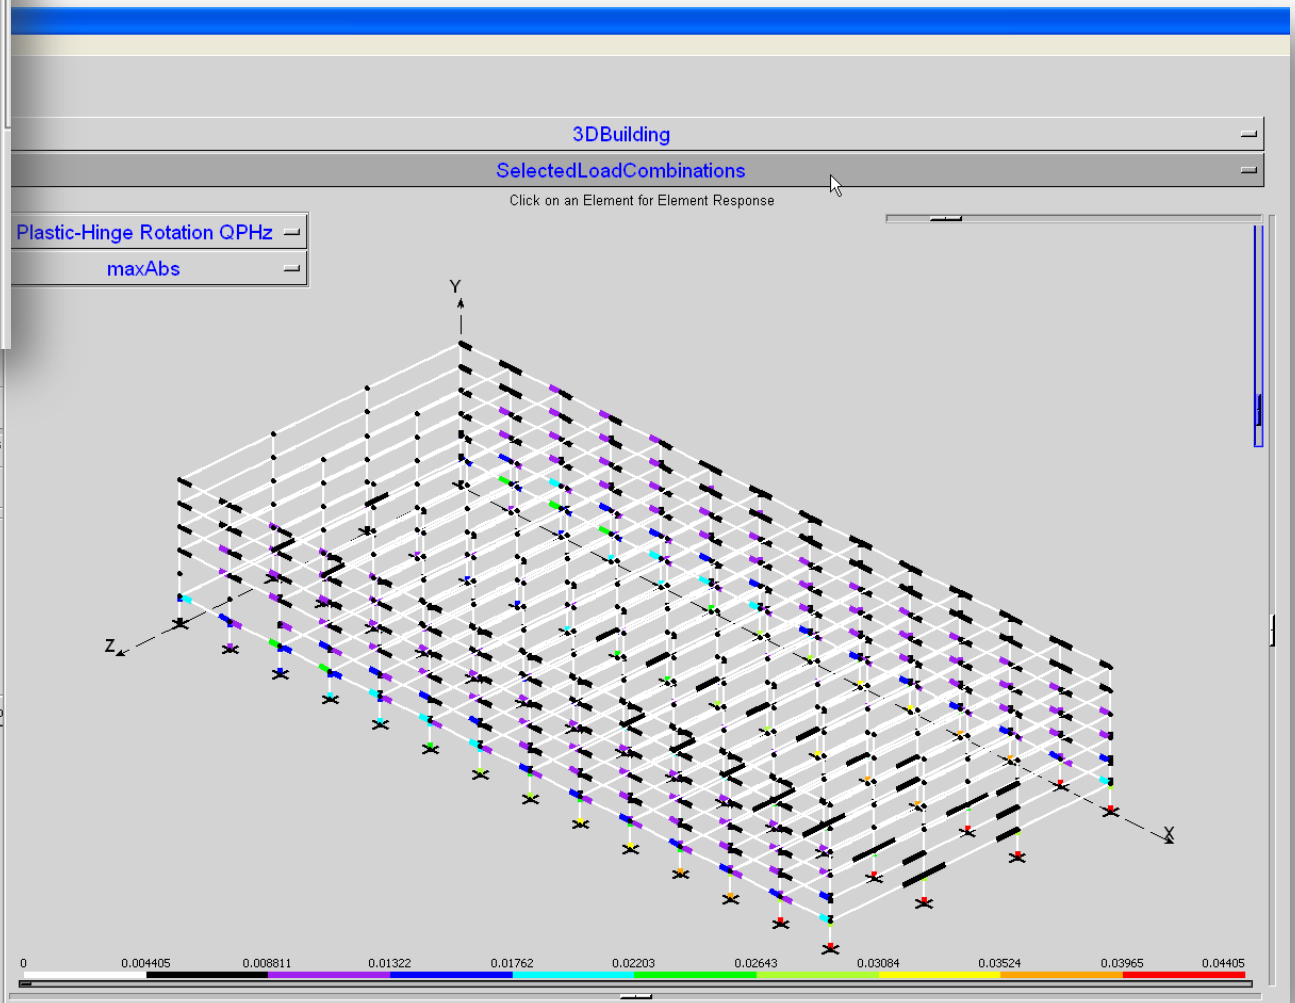 3DBuilding
SelectedLoadCombinations
Click on an Element for Element Response
Plastic-Hinge Rotation QPHz
maxAbs
Y
Z
X
0 0.004405 0.008811 0.01322 0.01762 0.02203 0.02643 0.03084 0.03524 0.03965 0.04405